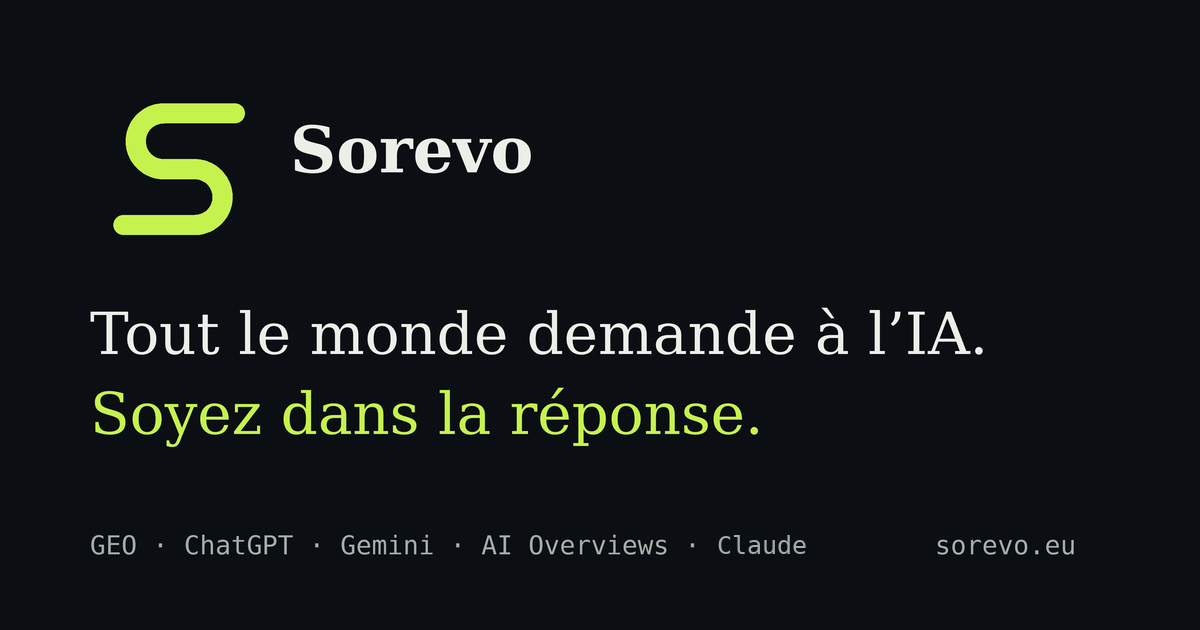 Sorevo
Tout le monde demande à l’IA.
Soyez dans la réponse.
GEO · ChatGPT · Gemini · AI Overviews · Claude
sorevo.eu